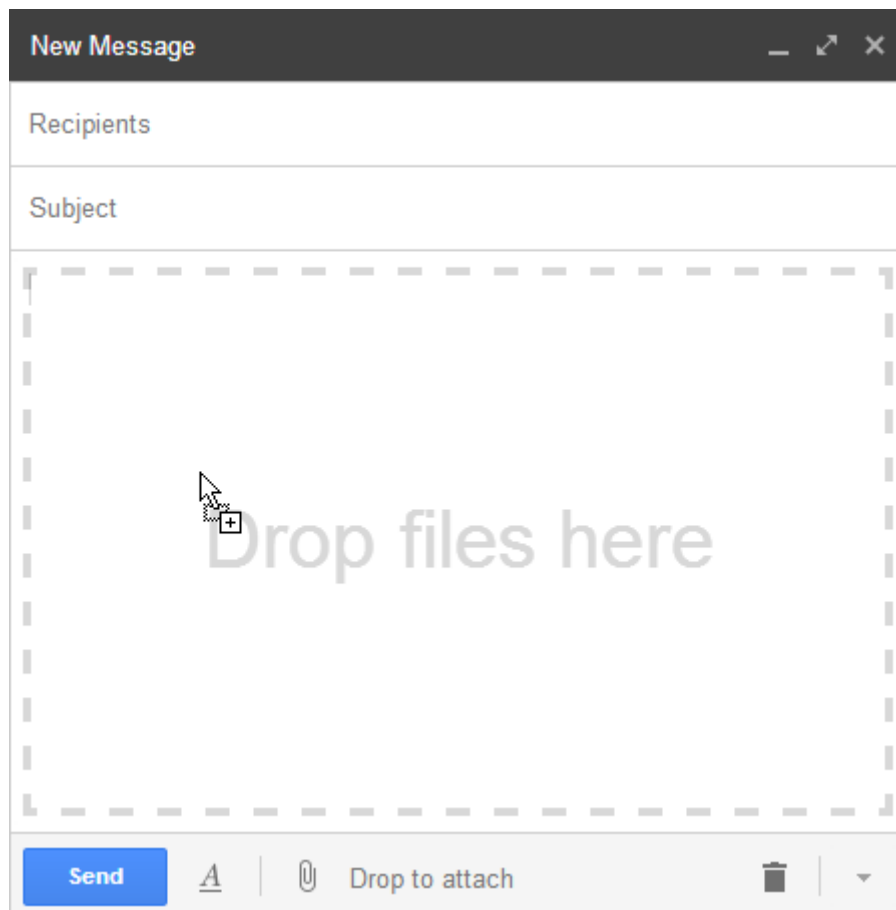 New Message
Recipients
Subject
Drop files here
Send A Drop to attach